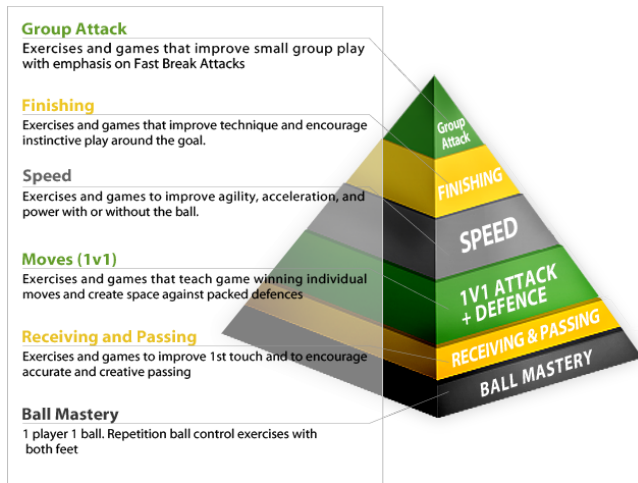 Group Attack
Exercises and games that improve small group play
with emphasis on Fast Break Attacks
Finishing
Exercises and games that improve technique and encourage
instinctive play around the goal.
Speed
Exercises and games to improve agility, acceleration, and
power with or without the ball.
Moves (1v1)
Exercises and games that teach game winning individual
moves and create space against packed defences
Receiving and Passing
Exercises and games to improve 1st touch and to encourage
accurate and creative passing
Ball Mastery
1 player 1 ball. Repetition ball control exercises with
both feet
Group
Attack
FINISHING
SPEED
1V1 ATTACK
+ DEFENCE
RECEIVING & PASSING
BALL MASTERY